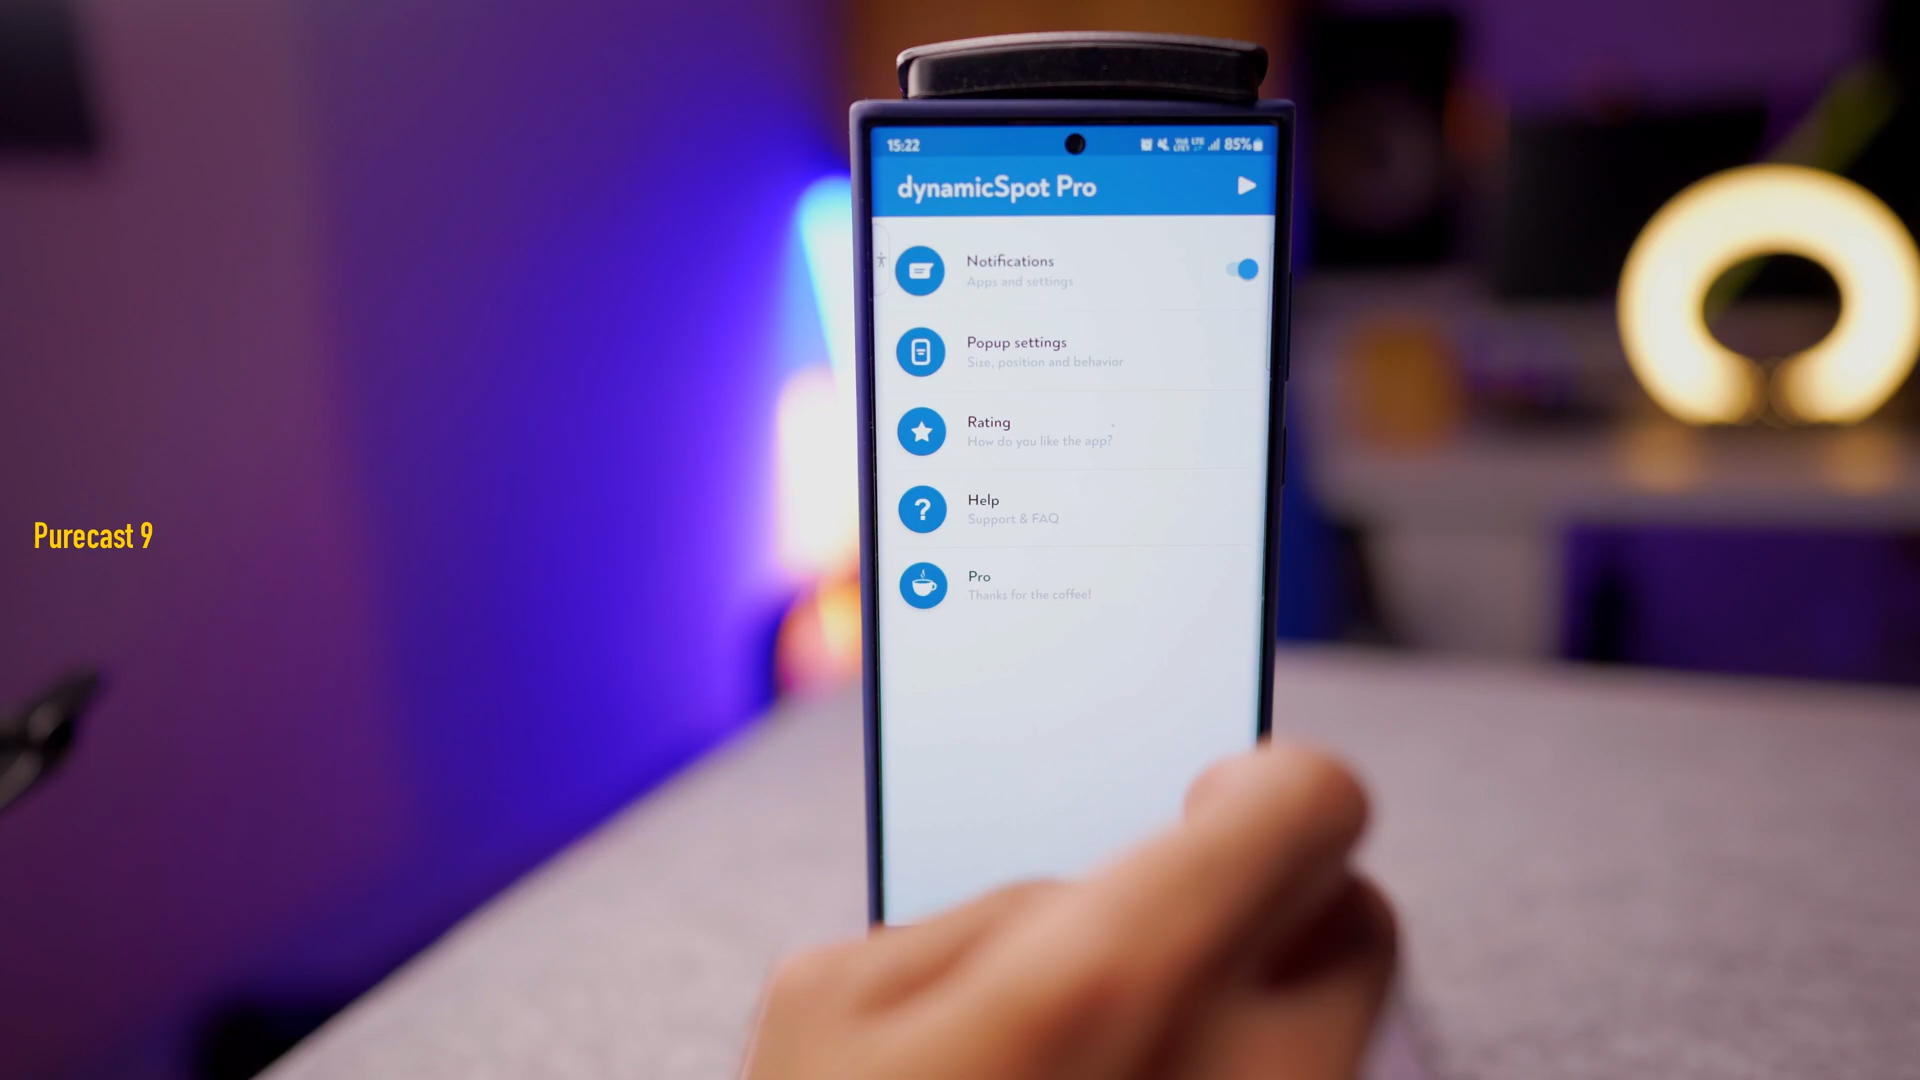 15:22
85%
dynamicSpot Pro
Notifications
Apps and settings
Popup settings
Size, position and behavior
Rating
How do you like the app?
Help
Support & FAQ
Pro
Thanks for the coffee!
Purecast 9